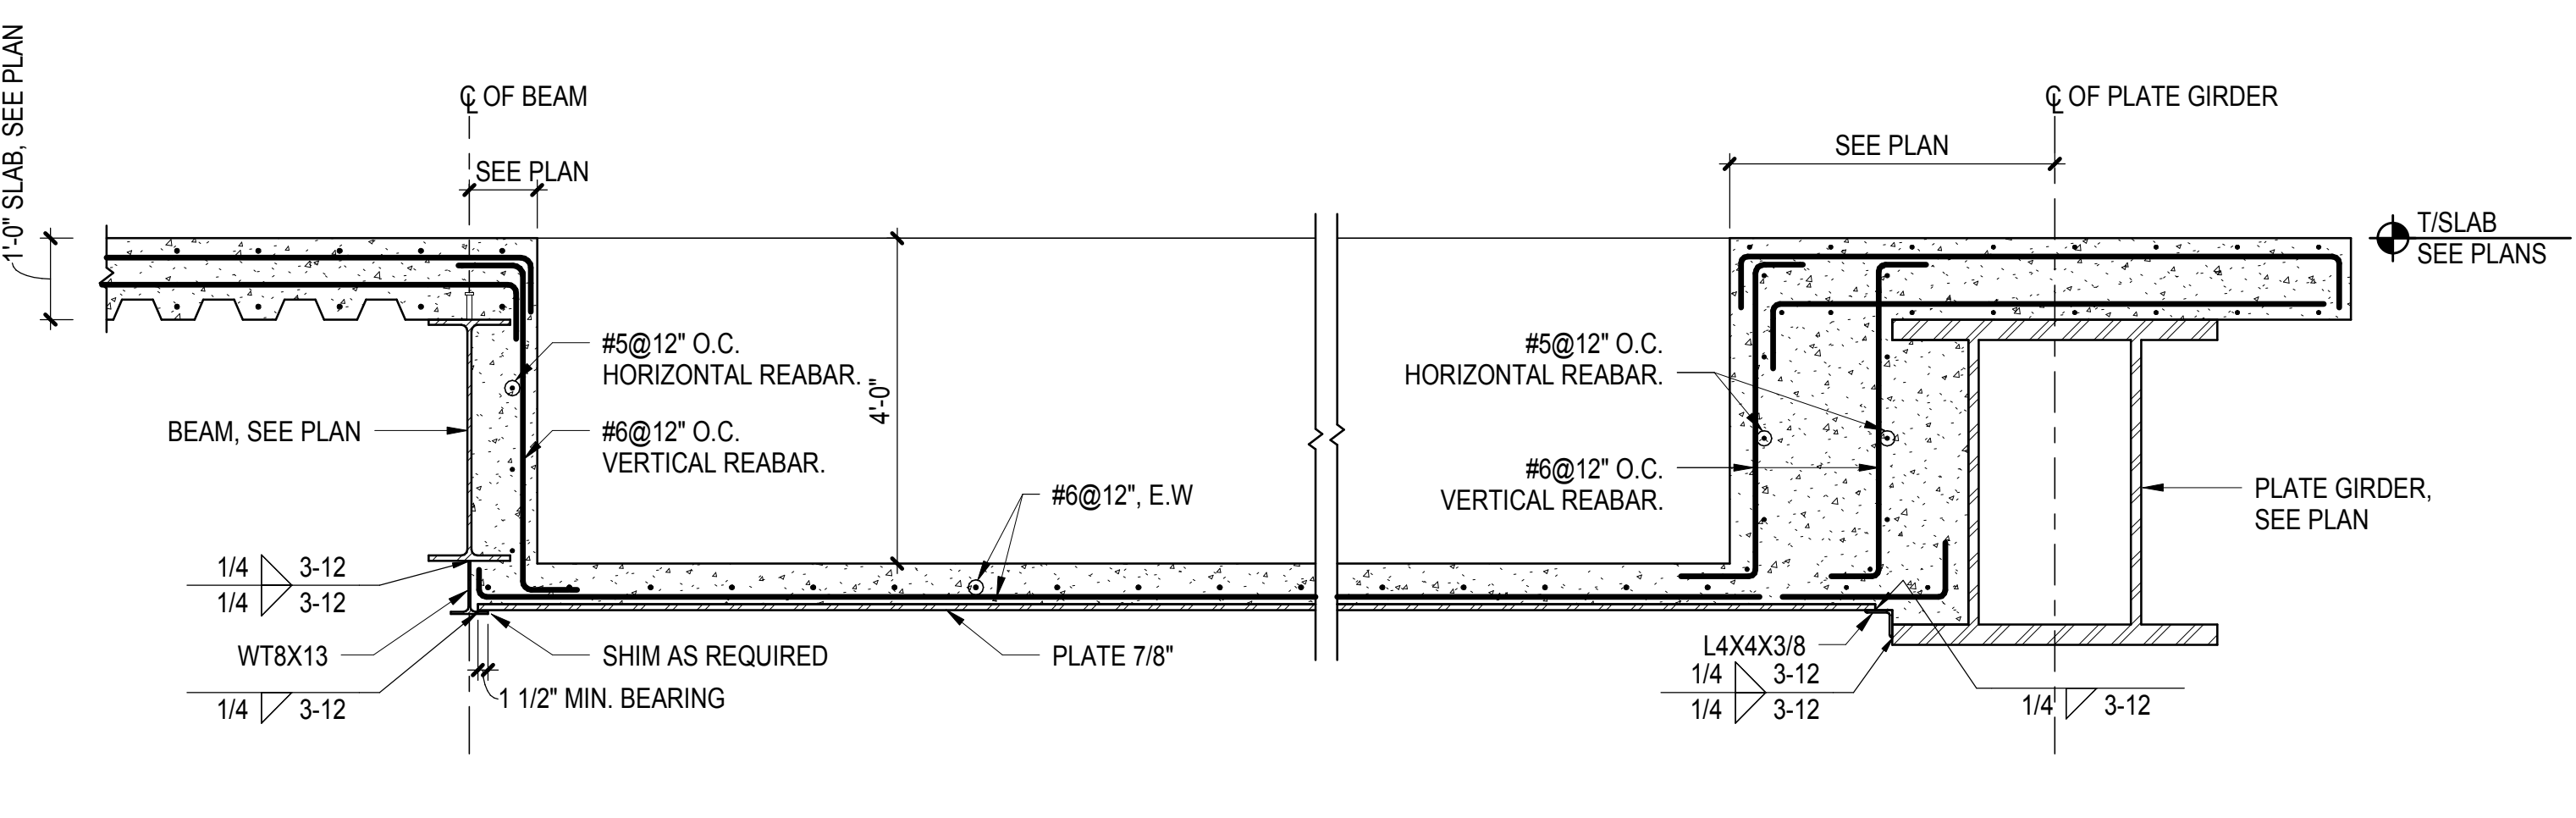 1'-0" SLAB, SEE PLAN
℄ OF BEAM
SEE PLAN
℄ OF PLATE GIRDER
SEE PLAN
T/SLAB
SEE PLANS
#5@12" O.C.
HORIZONTAL REABAR.
4'-0"
#5@12" O.C.
HORIZONTAL REABAR.
BEAM, SEE PLAN
#6@12" O.C.
VERTICAL REABAR.
#6@12" O.C.
VERTICAL REABAR.
#6@12", E.W
PLATE GIRDER,
SEE PLAN
1/4 3-12
1/4 3-12
WT8X13
SHIM AS REQUIRED
PLATE 7/8"
L4X4X3/8
1/4 3-12
1/4 3-12
1/4 3-12
1 1/2" MIN. BEARING
1/4 3-12